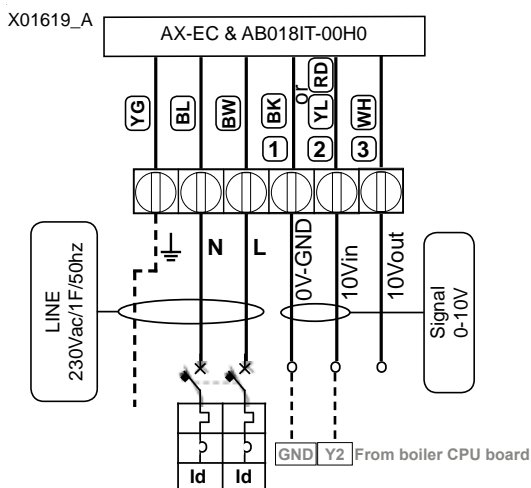 X01619_A
AX-EC & AB018IT-00H0
YG
BL
BW
BK
or
YL
RD
WH
1
2
3
N
L
0V-GND
10Vin
10Vout
LINE
230Vac/1F/50hz
Signal
0-10V
Id
Id
GND
Y2
From boiler CPU board